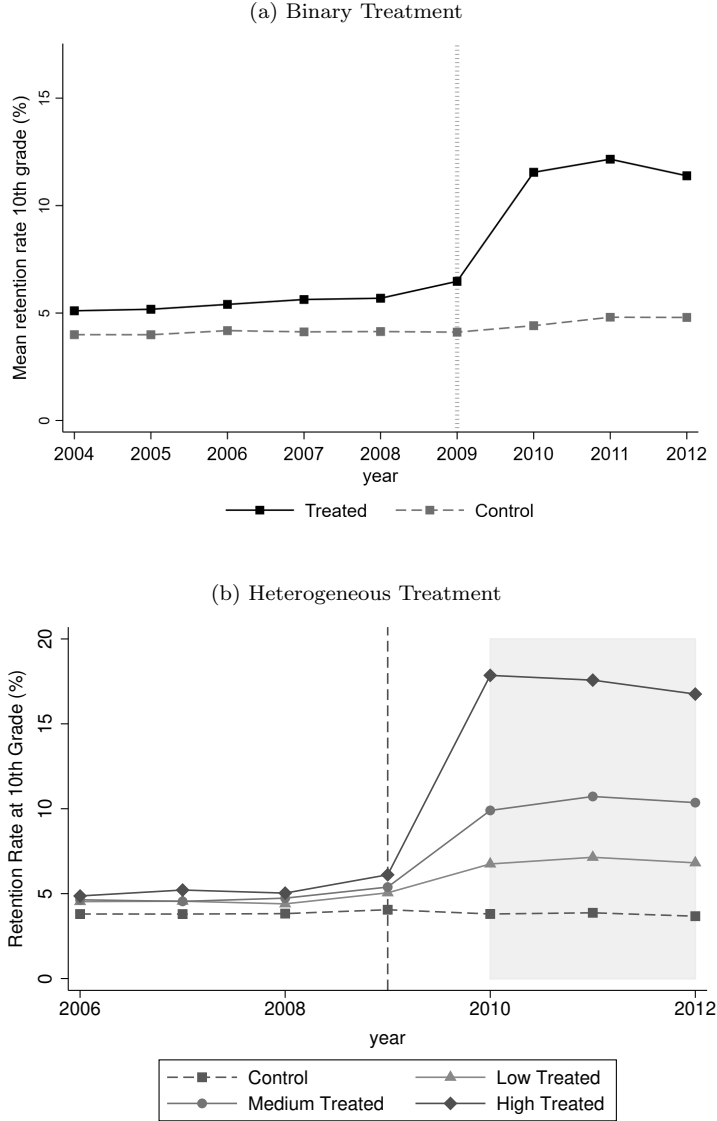 (a) Binary Treatment
Mean retention rate 10th grade (%)
15
10
5
0
2004 2005 2006 2007 2008 2009 2010 2011 2012
year
Treated Control
(b) Heterogeneous Treatment
Retention Rate at 10th Grade (%)
20
15
10
5
0
2006 2008 2010 2012
year
Control Low Treated
Medium Treated High Treated